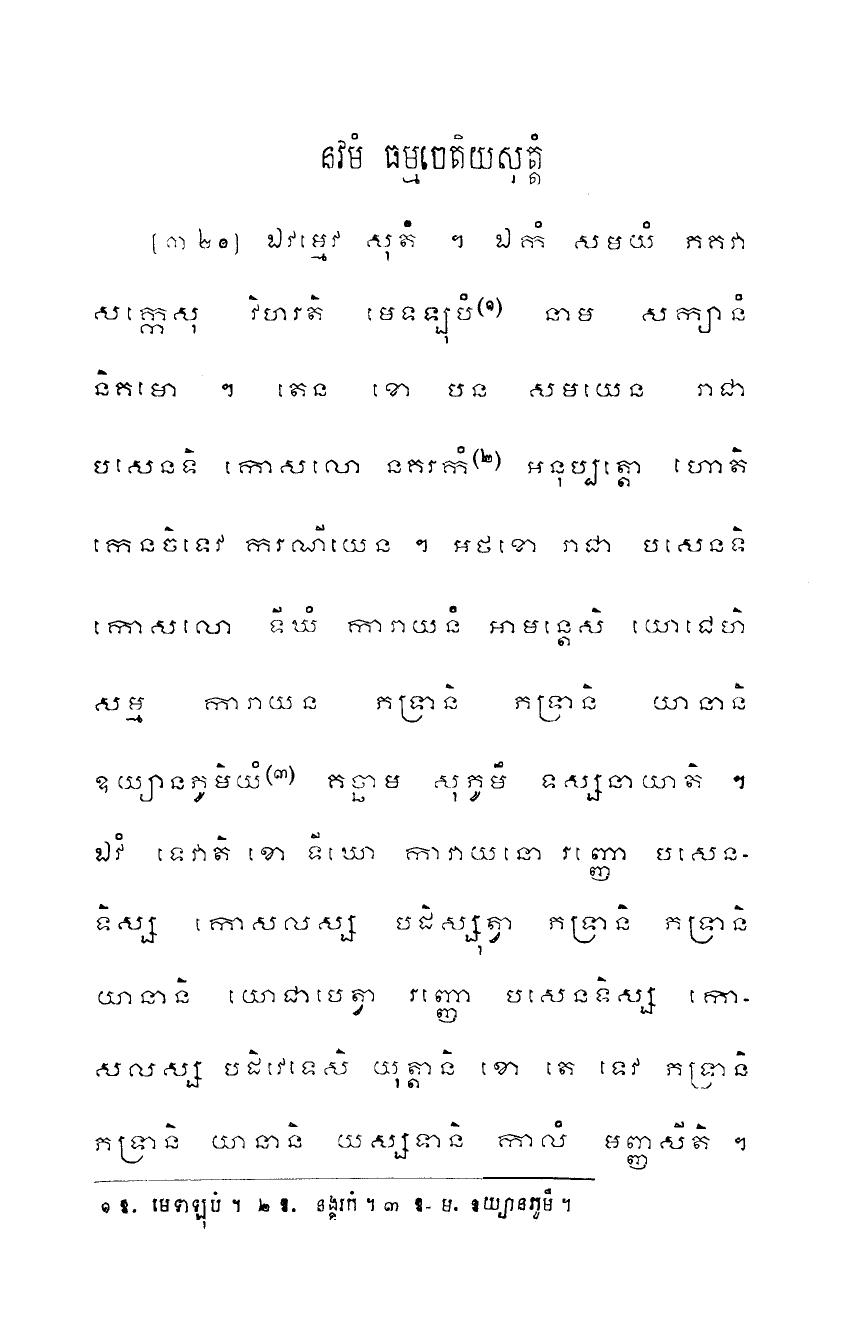 នវមំ ធម្មចេតិយសុត្តំ
[៣២១] ឯវម្មេវ សុតំ ។ ឯកំ សមយំ ភគវា
សក្កេសុ វិហរតិ មេទឡុបំ(១) នាម សក្យានំ
និគមោ ។ តេន ខោ បន សមយេន រាជា
បសេនទិ កោសលោ នគរកំ(២) អនុប្បត្តោ ហោតិ
កេនចិទេវ ករណីយេន ។ អថខោ រាជា បសេនទិ
កោសលោ ទីឃំ ការាយនំ អាមន្តេសិ យោជេហិ
សម្ម ការាយន ភទ្រានិ ភទ្រានិ យានានិ
ឧយ្យានភូមិយំ(៣) គច្ឆាម សុភូមឹ ទស្សនាយាតិ ។
ឯវំ ទេវាតិ ខោ ទីឃោ ការាយនោ រញ្ញោ បសេន-
ទិស្ស កោសលស្ស បដិស្សុត្វា ភទ្រានិ ភទ្រានិ
យានានិ យោជាបេត្វា រញ្ញោ បសេនទិស្ស កោ-
សលស្ស បដិវេទេសិ យុត្តានិ ខោ តេ ទេវ ភទ្រានិ
ភទ្រានិ យានានិ យស្សទានិ កាលំ មញ្ញសីតិ ។
១ ឱ. មេទាឡុបំ ។ ២ ឱ. នង្គរកំ ។ ៣ ឱ- ម. ឧយ្យានភូមឹ ។